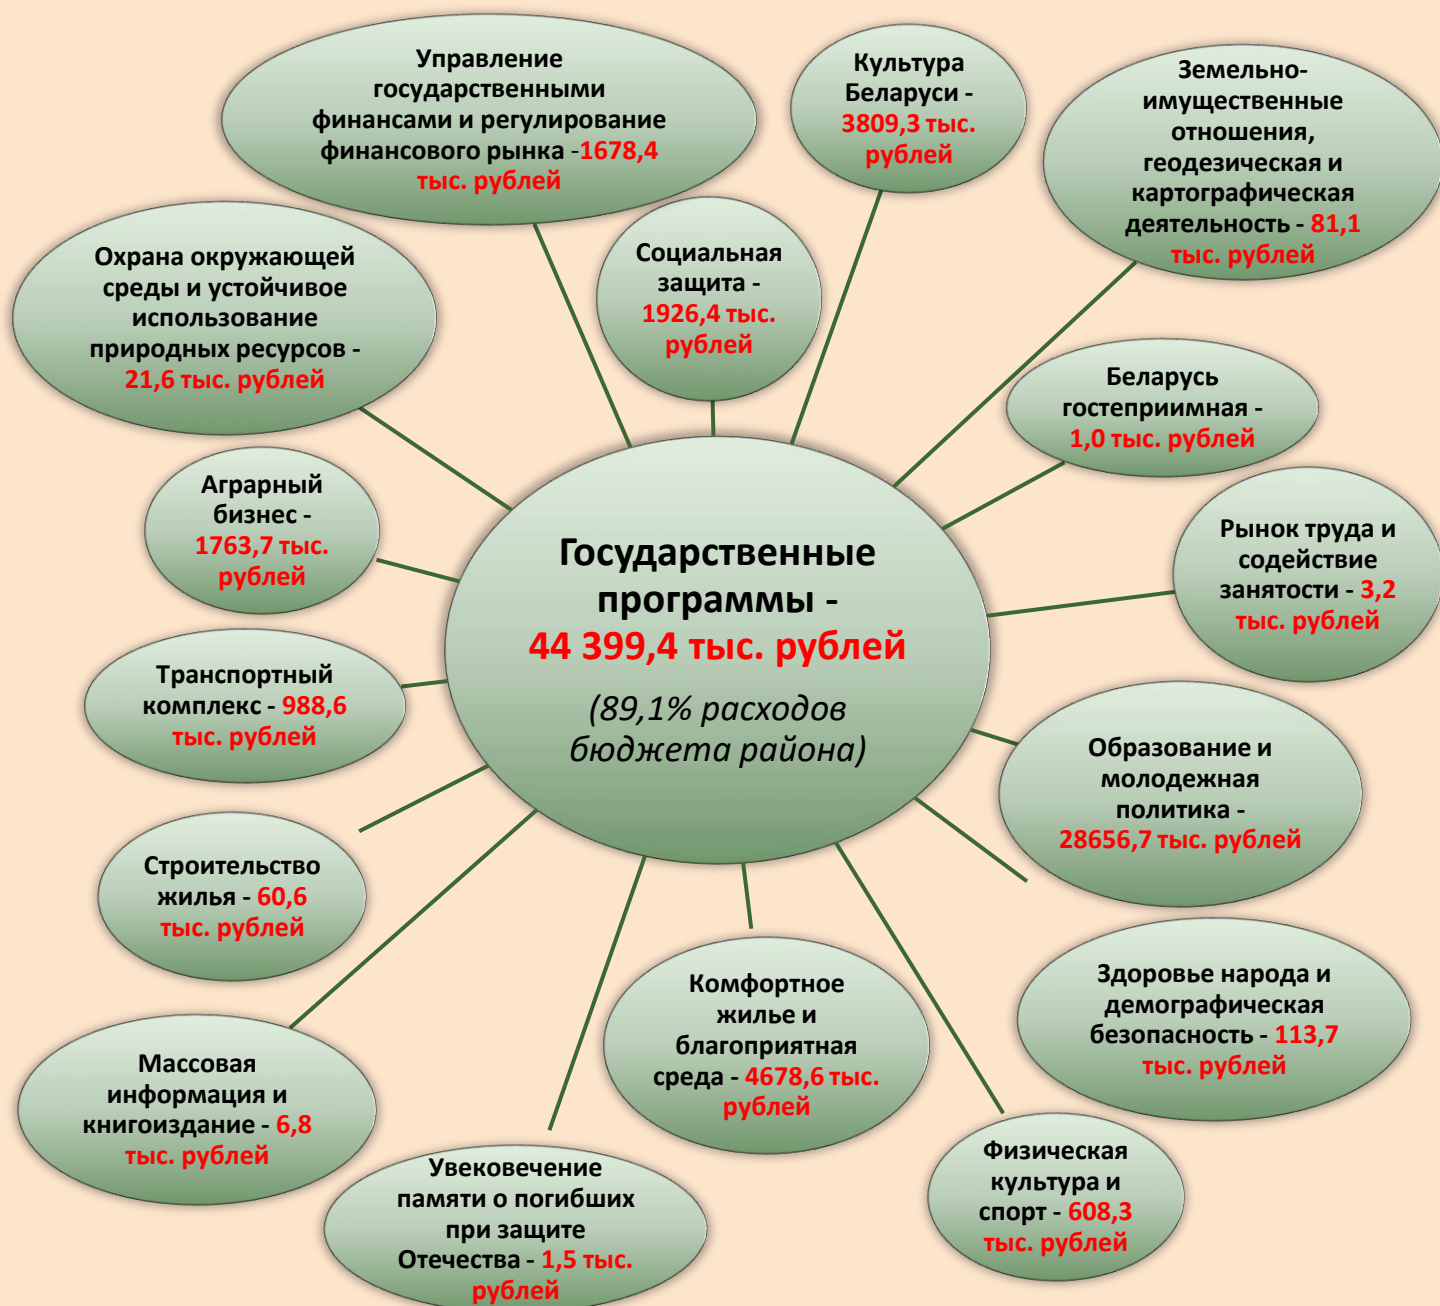 Управление
государственными
финансами и регулирование
финансового рынка -1678,4
тыс. рублей
Культура
Беларуси -
3809,3 тыс.
рублей
Земельно-
имущественные
отношения,
геодезическая и
картографическая
деятельность - 81,1
тыс. рублей
Охрана окружающей
среды и устойчивое
использование
природных ресурсов -
21,6 тыс. рублей
Социальная
защита -
1926,4 тыс.
рублей
Беларусь
гостеприимная -
1,0 тыс. рублей
Аграрный
бизнес -
1763,7 тыс.
рублей
Государственные
программы -
44 399,4 тыс. рублей
(89,1% расходов
бюджета района)
Рынок труда и
содействие
занятости - 3,2
тыс. рублей
Транспортный
комплекс - 988,6
тыс. рублей
Образование и
молодежная
политика -
28656,7 тыс. рублей
Строительство
жилья - 60,6
тыс. рублей
Здоровье народа и
демографическая
безопасность - 113,7
тыс. рублей
Комфортное
жилье и
благоприятная
среда - 4678,6 тыс.
рублей
Массовая
информация и
книгоиздание - 6,8
тыс. рублей
Увековечение
памяти о погибших
при защите
Отечества - 1,5 тыс.
рублей
Физическая
культура и
спорт - 608,3
тыс. рублей